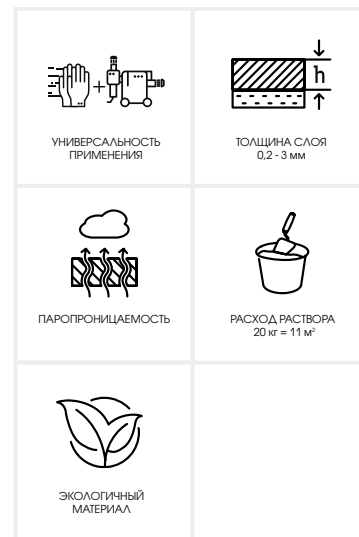 h
УНИВЕРСАЛЬНОСТЬ
ПРИМЕНЕНИЯ
ТОЛЩИНА СЛОЯ
0,2 - 3 мм
ПАРОПРОНИЦАЕМОСТЬ
РАСХОД РАСТВОРА
20 кг = 11 м²
ЭКОЛОГИЧНЫЙ
МАТЕРИАЛ